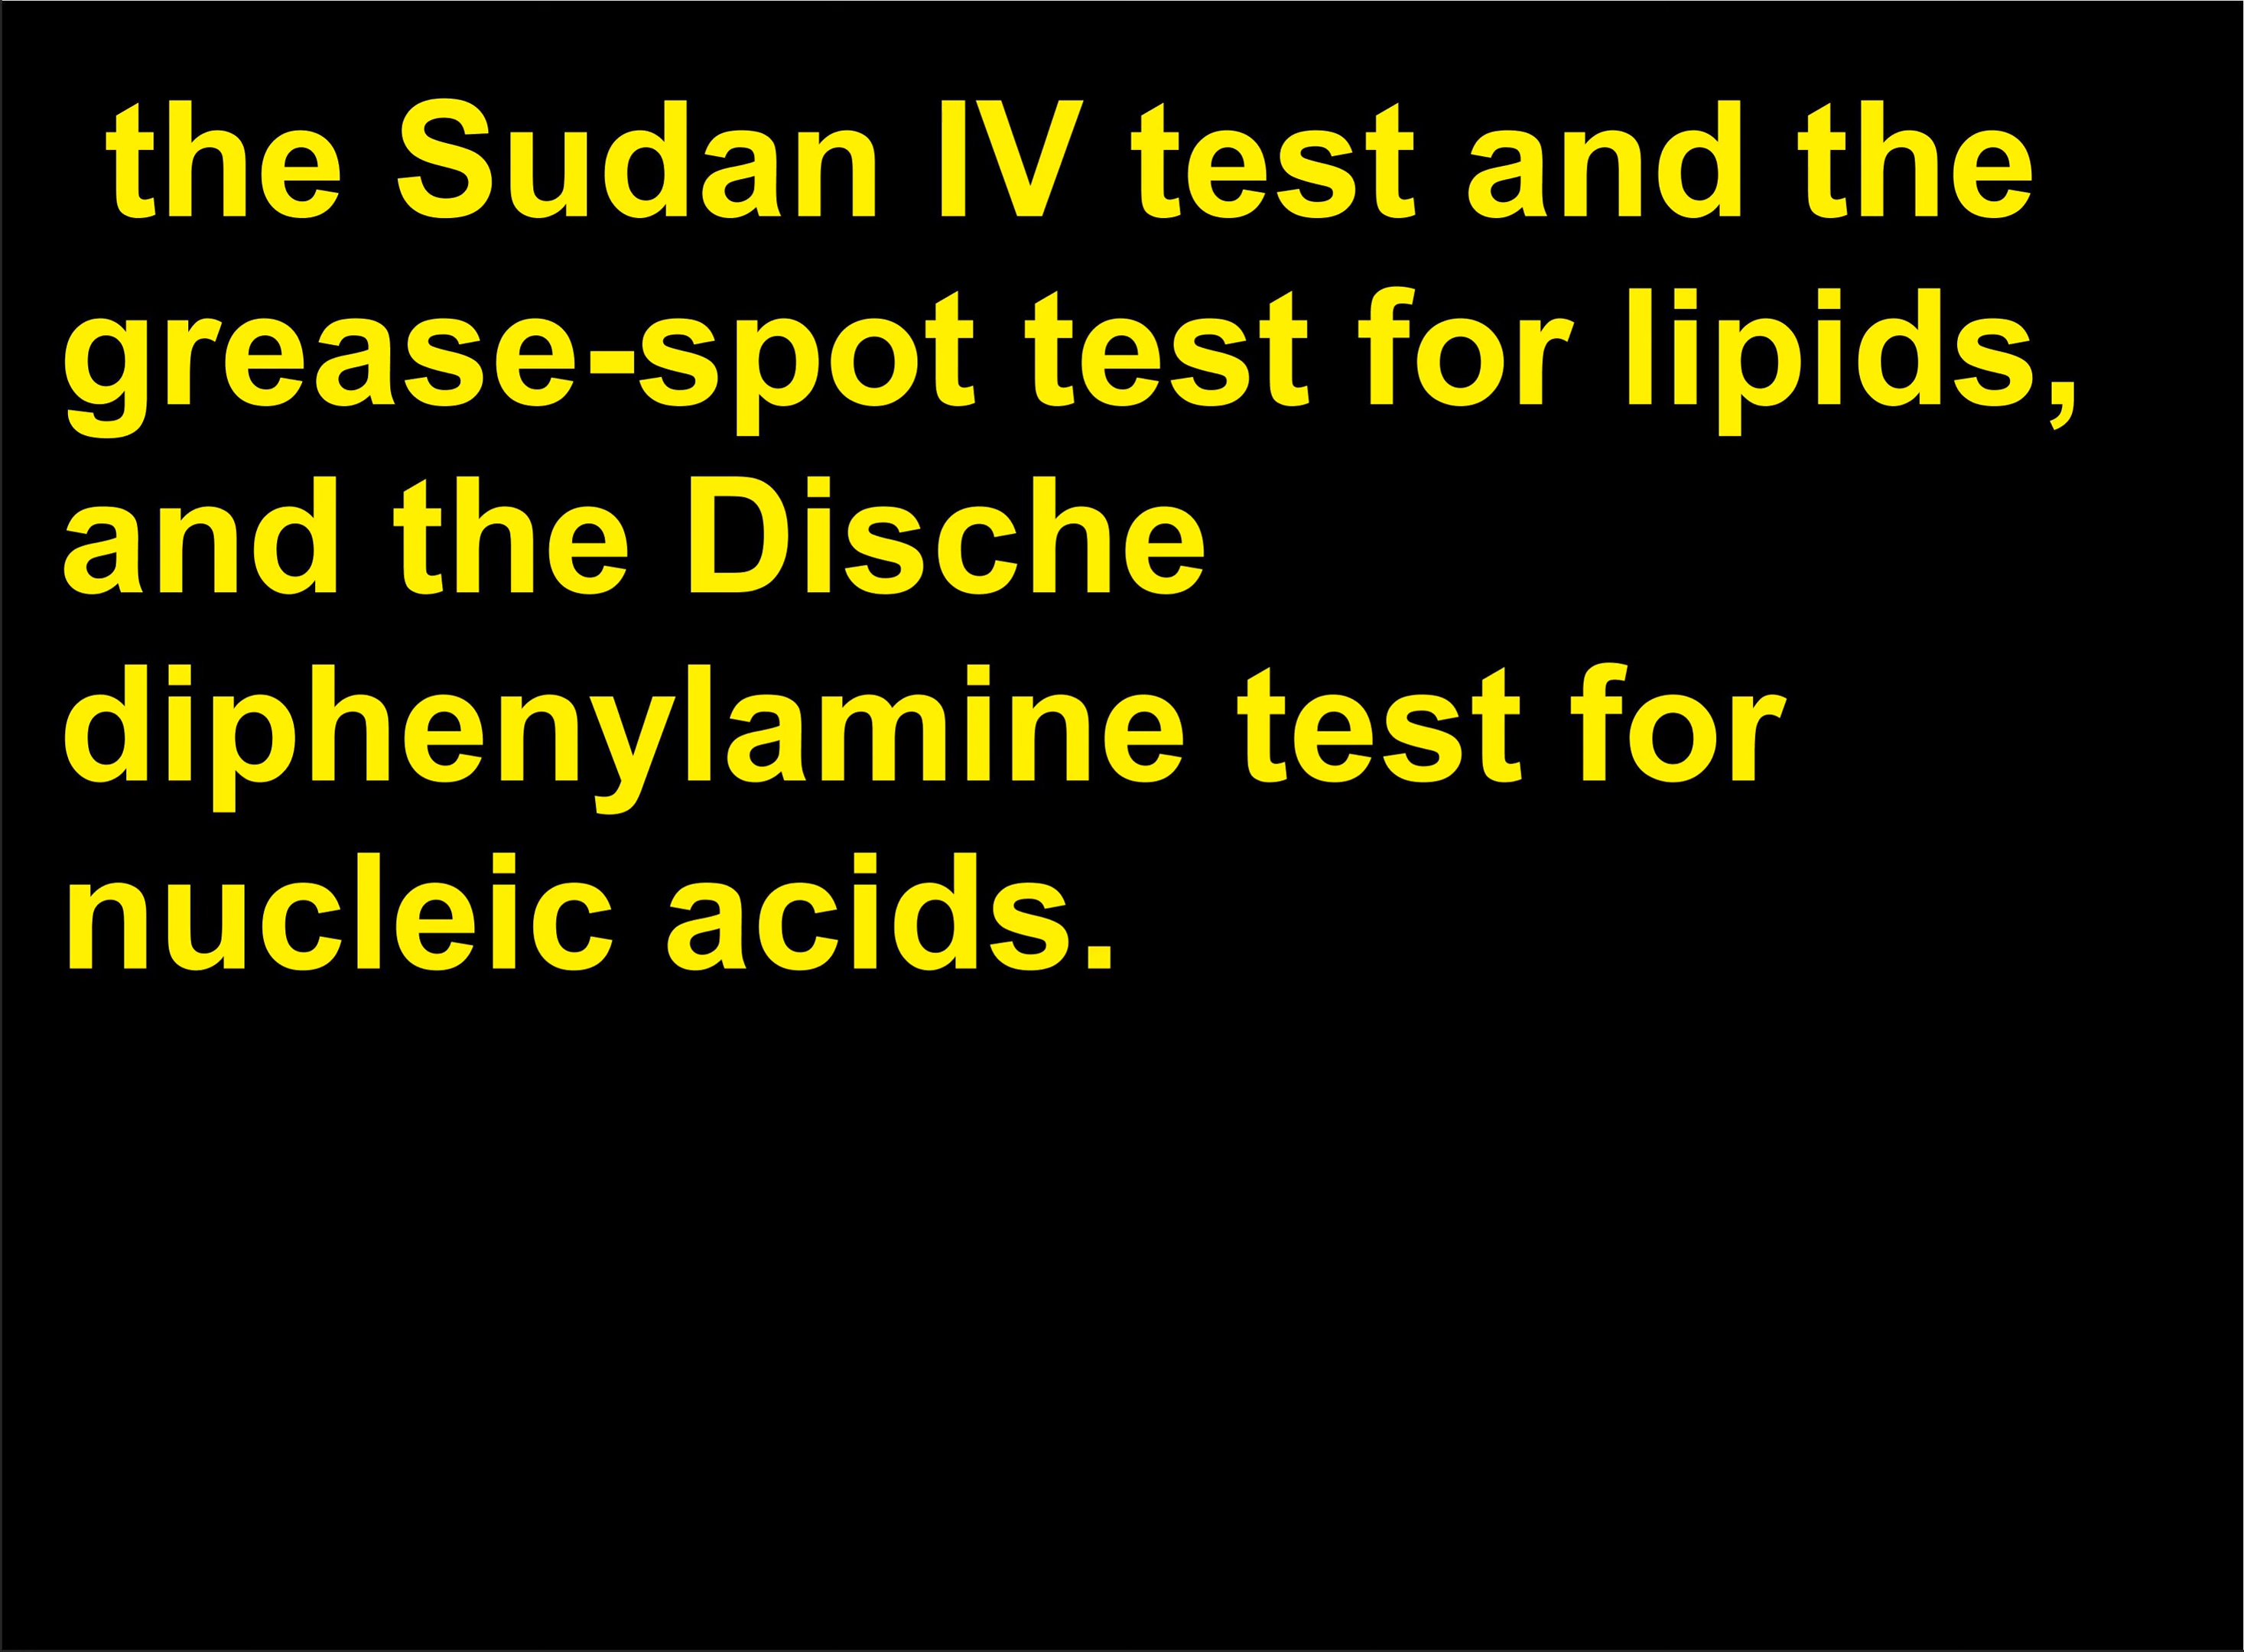 the Sudan IV test and the
grease-spot test for lipids,
and the Dische
diphenylamine test for
nucleic acids.